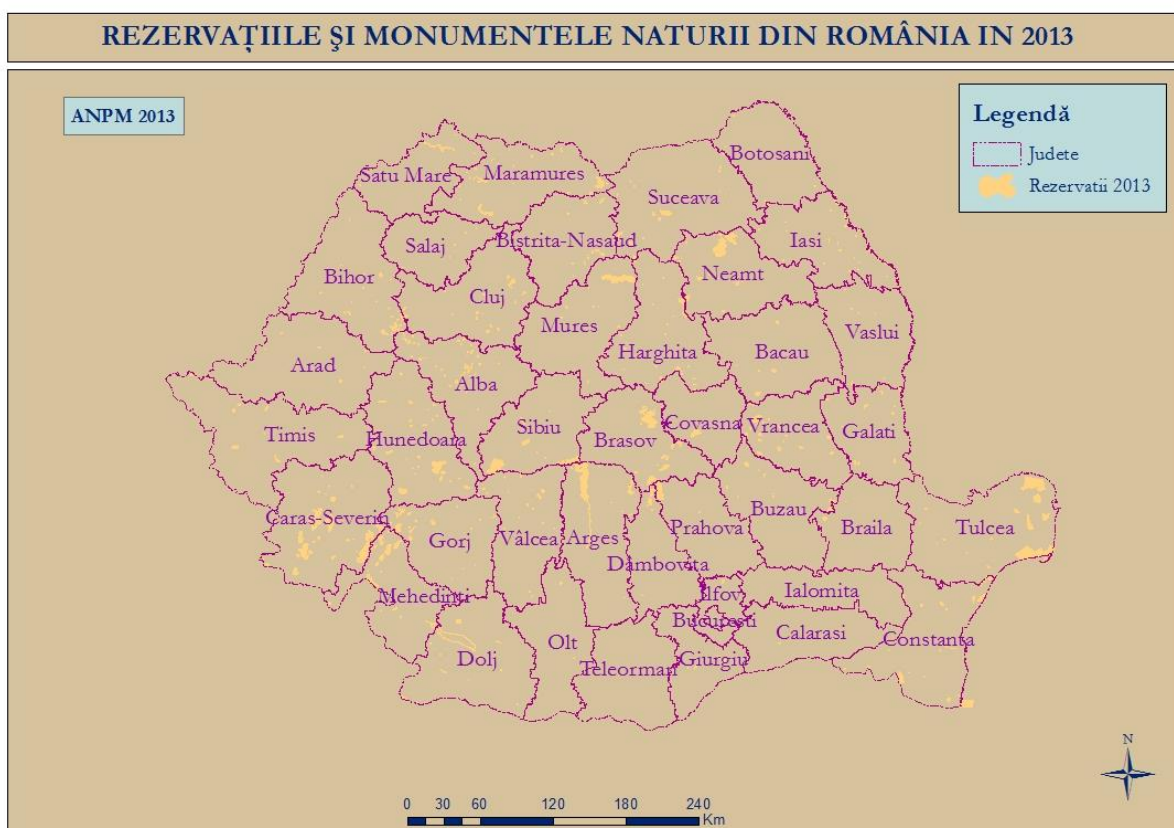 REZERVAȚIILE ŞI MONUMENTELE NATURII DIN ROMÂNIA IN 2013
ANPM 2013
Legendă
Judete
Rezervatii 2013
Botosani
Satu Mare
Maramures
Suceava
Salaj
Bistrita-Nasaud
Iasi
Neamt
Bihor
Cluj
Mures
Vaslui
Harghita
Bacau
Arad
Alba
Sibiu
Covasna
Vrancea
Galati
Timis
Hunedoara
Brasov
Caras-Severin
Gorj
Vâlcea
Arges
Prahova
Buzau
Braila
Tulcea
Dâmbovita
Mehedinti
Ilfov
Ialomita
Bucuresti
Calarasi
Constanta
Olt
Dolj
Teleorman
Giurgiu
N
0 30 60 120 180 240
Km